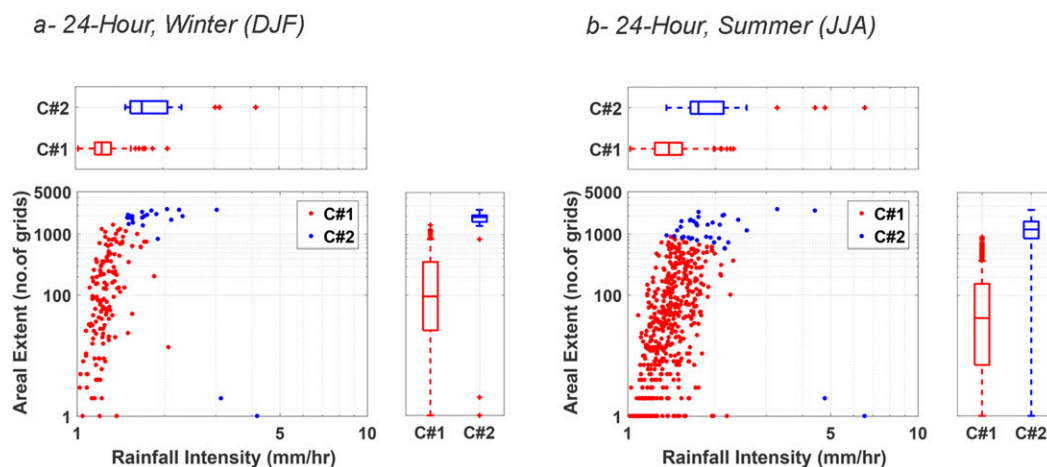 a- 24-Hour, Winter (DJF)
C#2
C#1
5000
1000
100
1
Areal Extent (no.of grids)
C#1
C#2
1
5
10
Rainfall Intensity (mm/hr)
C#1 C#2
b- 24-Hour, Summer (JJA)
C#2
C#1
5000
1000
100
1
Areal Extent (no.of grids)
C#1
C#2
1
5
10
Rainfall Intensity (mm/hr)
C#1 C#2